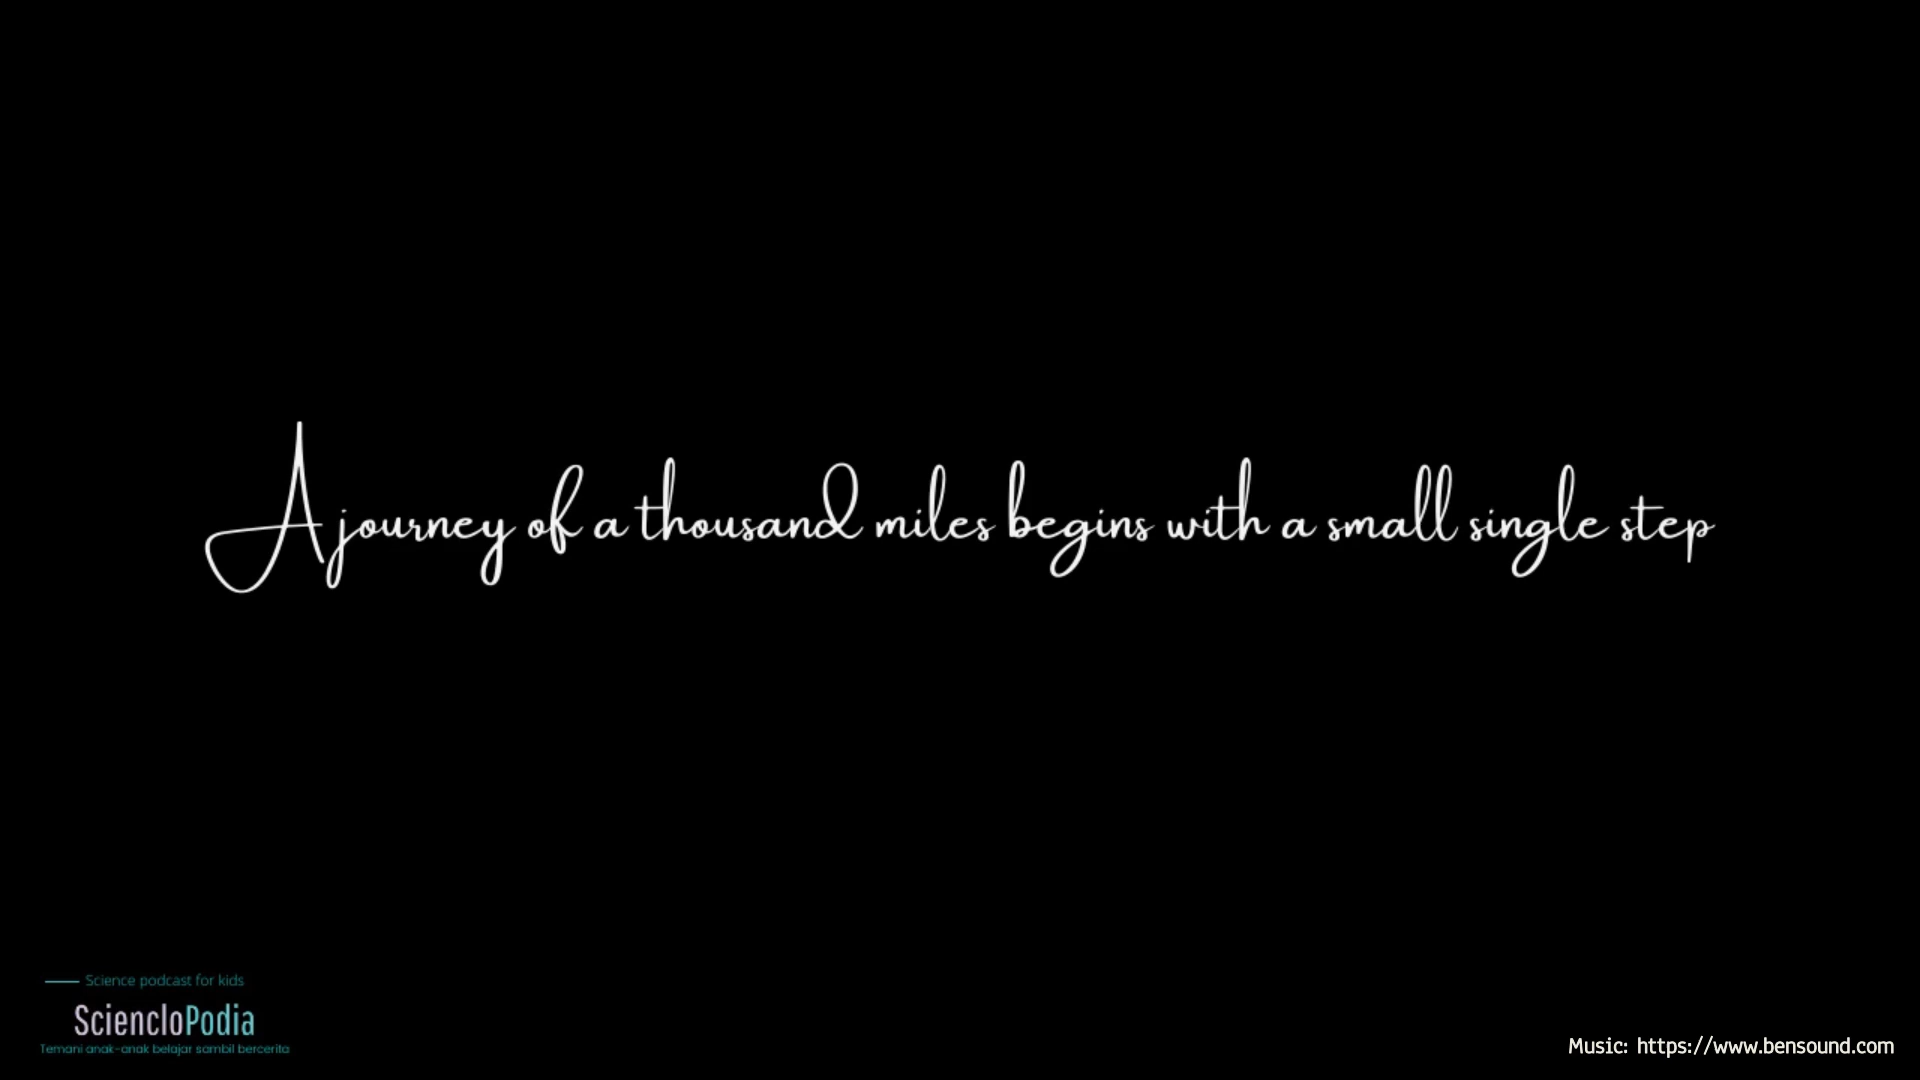 A journey of a thousand miles begins with a small single step
Science podcast for kids
SciencloPodia
Temani anak-anak belajar sambil bercerita
Music: https://www.bensound.com